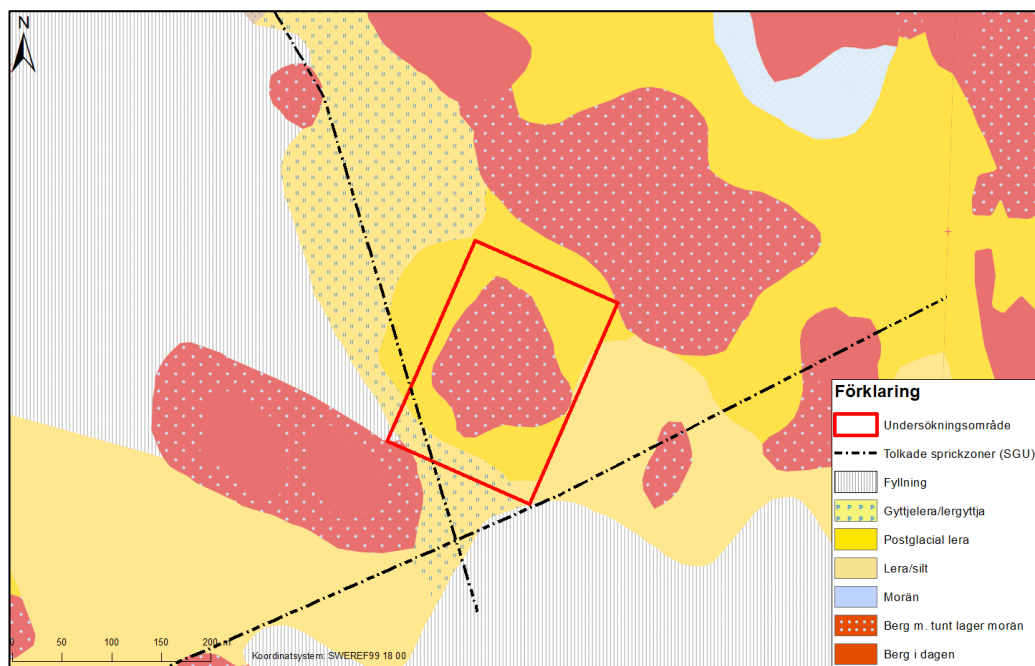 N
Förklaring
Undersökningsområde
Tolkade sprickzoner (SGU)
Fyllning
Gyttjelera/lergyttja
Postglacial lera
Lera/silt
Morän
Berg m. tunt lager morän
Berg i dagen
0 50 100 150 200 m
Koordinatsystem: SWEREF99 18 00